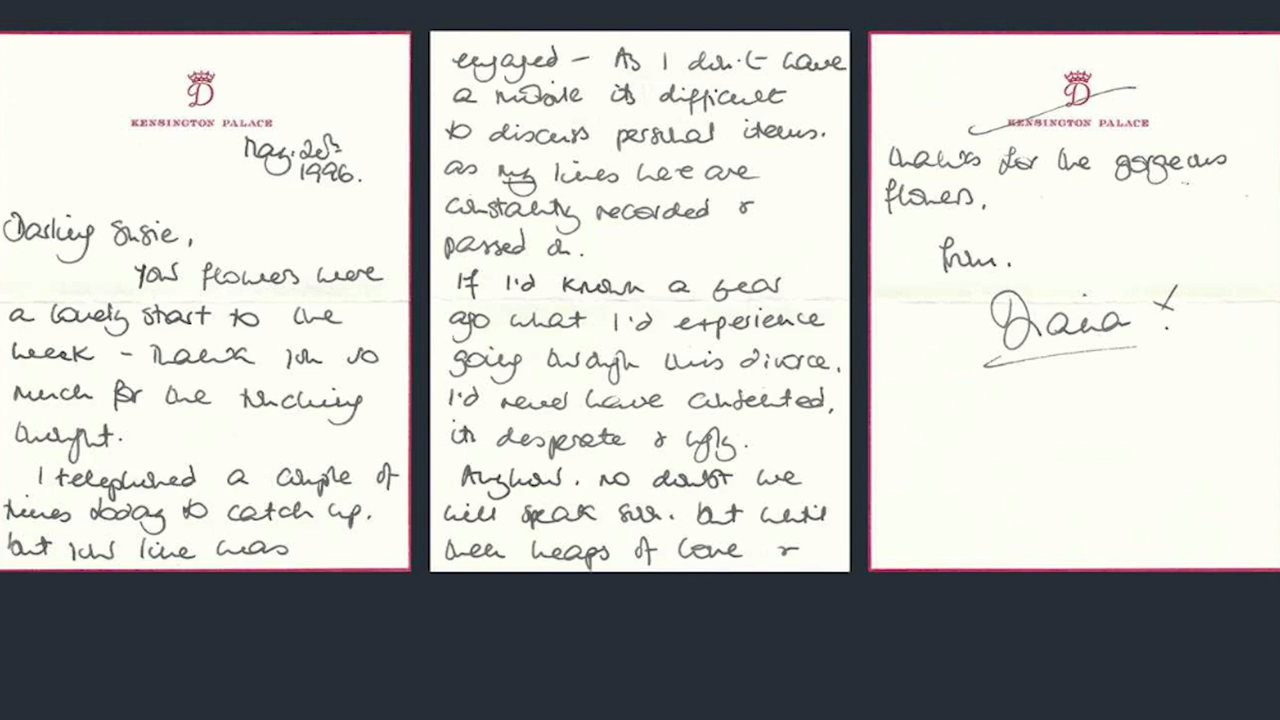 D
KENSINGTON PALACE
May. 20th
1996.
Darling Susie,
Your flowers were
a lovely start to the
week - thank you so
much for the touching
thought.
I telephoned a couple of
times today to catch up.
but your line was
engaged - As I don't have
a mobile its difficult
to discuss personal items.
as my lines here are
constantly recorded &
passed on.
If I'd known a year
ago what I'd experience
going through this divorce.
I'd never have consented,
its desperate & ugly.
Anyhow. no doubt we
will speak soon. but until
then heaps of love &
D
KENSINGTON PALACE
thanks for the gorgeous
flowers.
from.
Diana x